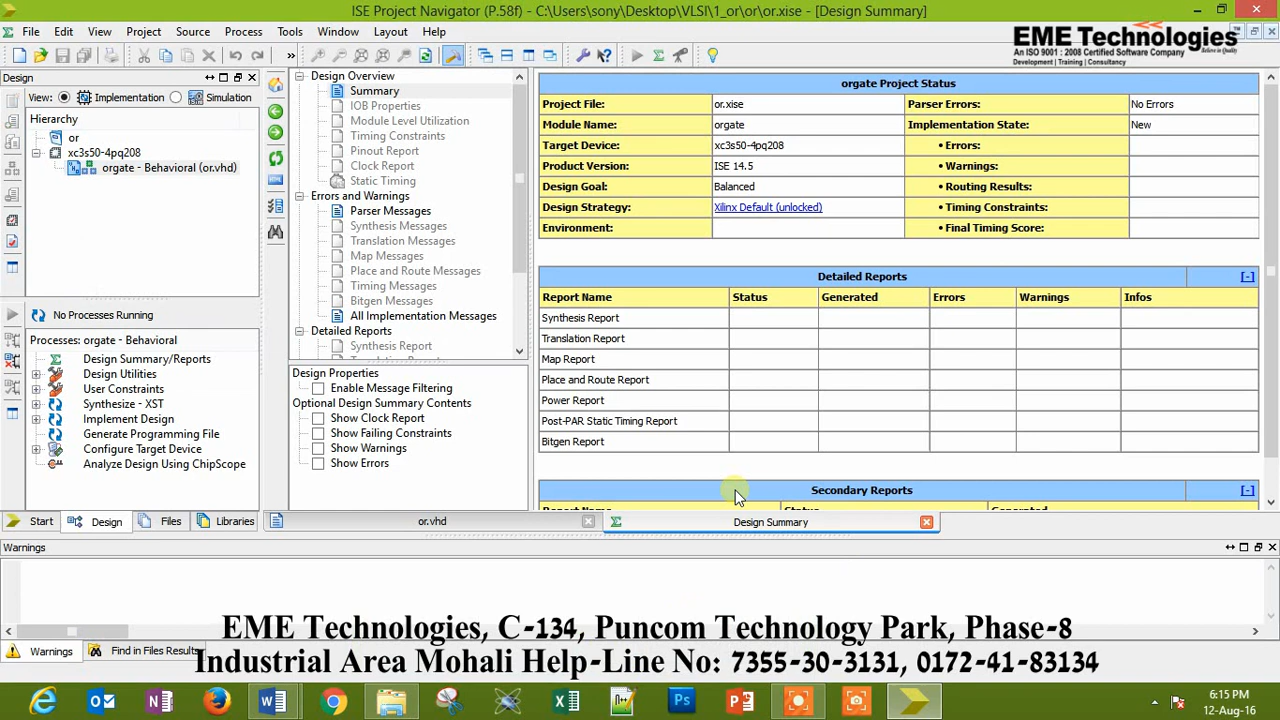 ISE Project Navigator (P.58f) - C:\Users\sony\Desktop\VLSI\1_or\or\or.xise - [Design Summary]
File Edit View Project Source Process Tools Window Layout Help
EME Technologies
An ISO 9001 : 2008 Certified Software Company
Development | Training | Consultancy
Design
View: Implementation Simulation
Hierarchy
or
xc3s50-4pq208
orgate - Behavioral (or.vhd)
No Processes Running
Processes: orgate - Behavioral
Design Summary/Reports
Design Utilities
User Constraints
Synthesize - XST
Implement Design
Generate Programming File
Configure Target Device
Analyze Design Using ChipScope
Start Design Files Libraries
Design Overview
Summary
IOB Properties
Module Level Utilization
Timing Constraints
Pinout Report
Clock Report
Static Timing
Errors and Warnings
Parser Messages
Synthesis Messages
Translation Messages
Map Messages
Place and Route Messages
Timing Messages
Bitgen Messages
All Implementation Messages
Detailed Reports
Synthesis Report
Design Properties
Enable Message Filtering
Optional Design Summary Contents
Show Clock Report
Show Failing Constraints
Show Warnings
Show Errors
orgate Project Status
Project File: or.xise Parser Errors: No Errors
Module Name: orgate Implementation State: New
Target Device: xc3s50-4pq208 • Errors:
Product Version: ISE 14.5 • Warnings:
Design Goal: Balanced • Routing Results:
Design Strategy: Xilinx Default (unlocked) • Timing Constraints:
Environment: • Final Timing Score:
Detailed Reports [-]
Report Name Status Generated Errors Warnings Infos
Synthesis Report
Translation Report
Map Report
Place and Route Report
Power Report
Post-PAR Static Timing Report
Bitgen Report
Secondary Reports [-]
Report Name Status Generated
or.vhd Design Summary
Warnings
EME Technologies, C-134, Puncom Technology Park, Phase-8
Industrial Area Mohali Help-Line No: 7355-30-3131, 0172-41-83134
Warnings Find in Files Results
6:15 PM
12-Aug-16